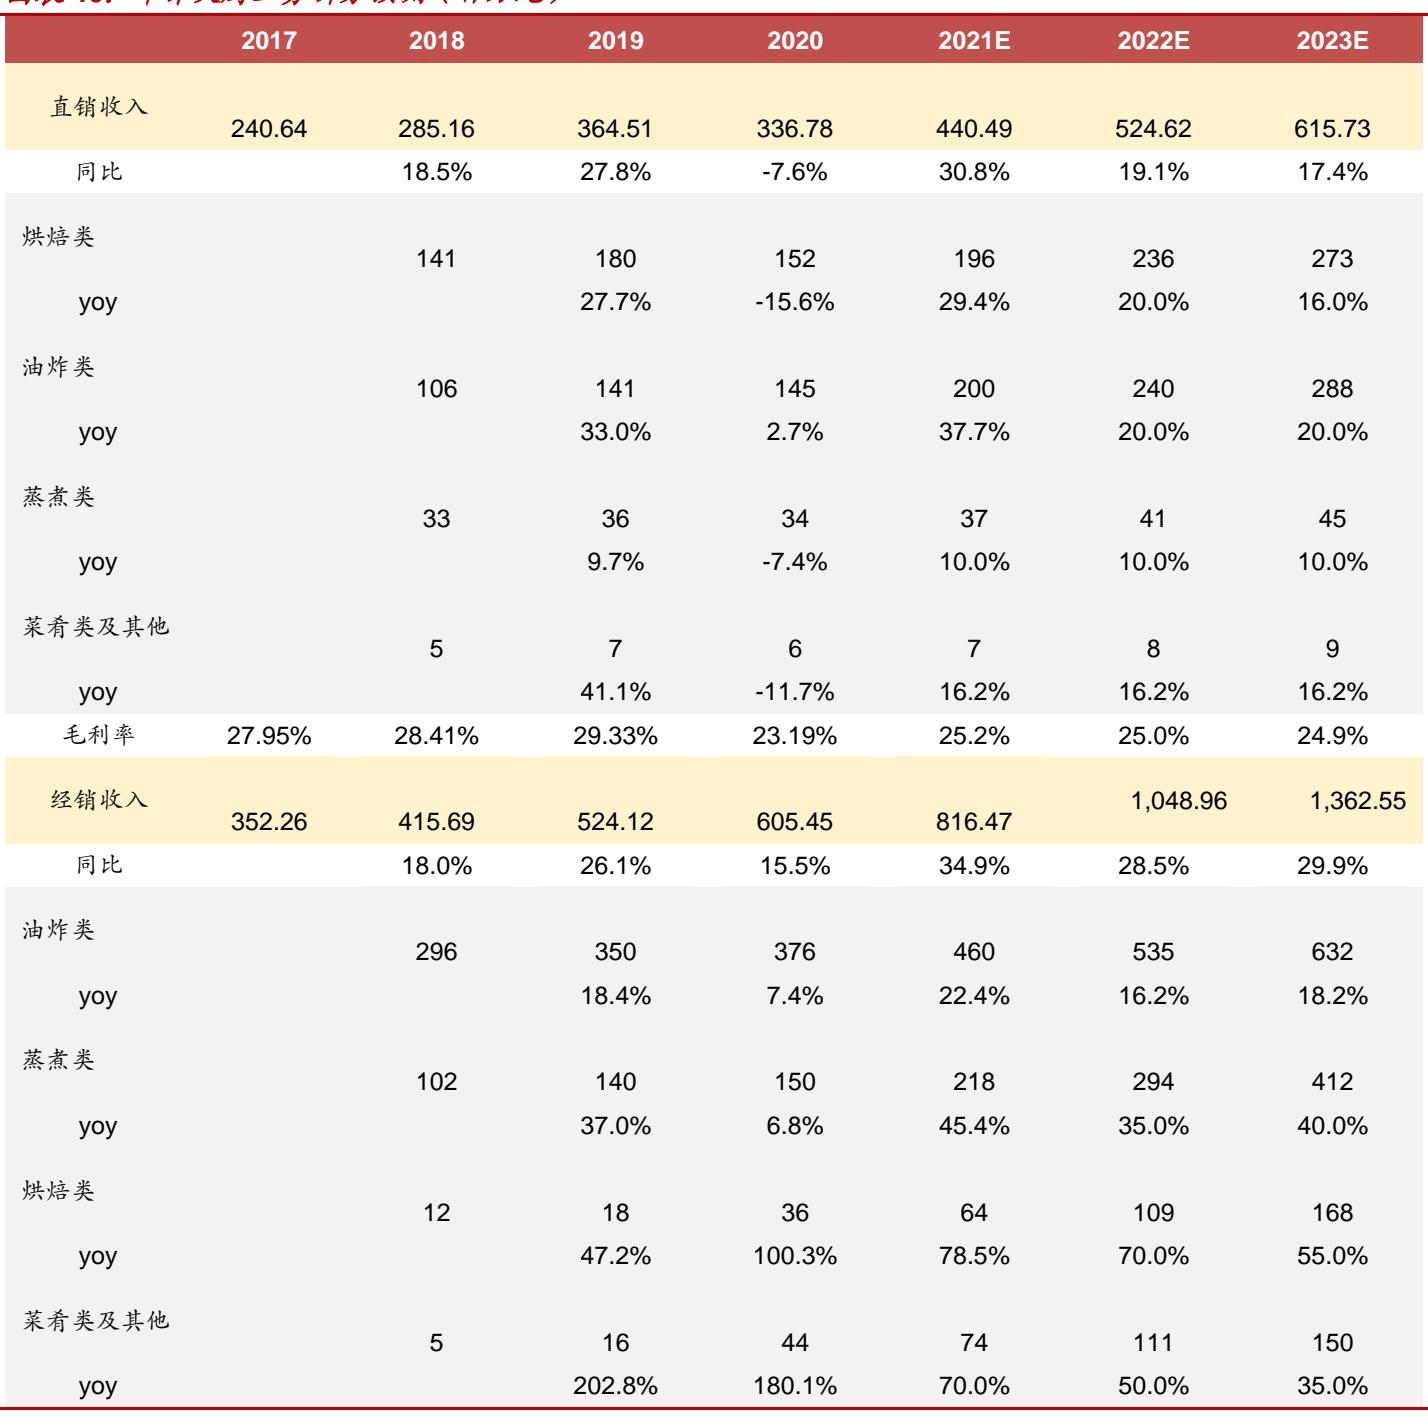 2017 2018 2019 2020 2021E 2022E 2023E
直销收入 240.64 285.16 364.51 336.78 440.49 524.62 615.73
同比 18.5% 27.8% -7.6% 30.8% 19.1% 17.4%
烘焙类 141 180 152 196 236 273
yoy 27.7% -15.6% 29.4% 20.0% 16.0%
油炸类 106 141 145 200 240 288
yoy 33.0% 2.7% 37.7% 20.0% 20.0%
蒸煮类 33 36 34 37 41 45
yoy 9.7% -7.4% 10.0% 10.0% 10.0%
菜肴类及其他 5 7 6 7 8 9
yoy 41.1% -11.7% 16.2% 16.2% 16.2%
毛利率 27.95% 28.41% 29.33% 23.19% 25.2% 25.0% 24.9%
经销收入 352.26 415.69 524.12 605.45 816.47 1,048.96 1,362.55
同比 18.0% 26.1% 15.5% 34.9% 28.5% 29.9%
油炸类 296 350 376 460 535 632
yoy 18.4% 7.4% 22.4% 16.2% 18.2%
蒸煮类 102 140 150 218 294 412
yoy 37.0% 6.8% 45.4% 35.0% 40.0%
烘焙类 12 18 36 64 109 168
yoy 47.2% 100.3% 78.5% 70.0% 55.0%
菜肴类及其他 5 16 44 74 111 150
yoy 202.8% 180.1% 70.0% 50.0% 35.0%